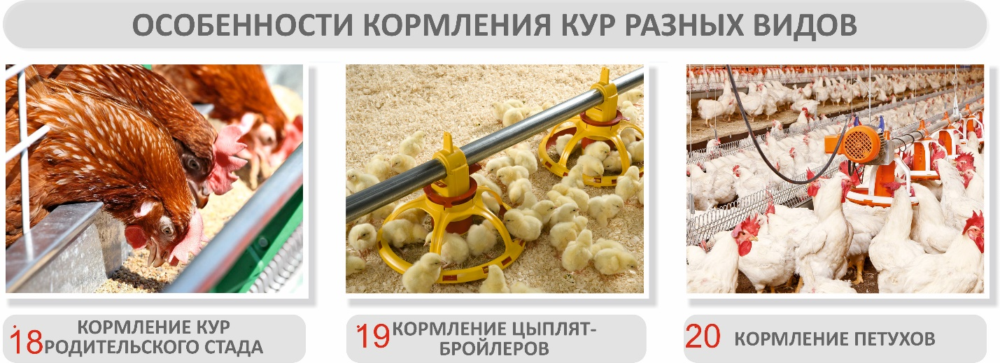 ОСОБЕННОСТИ КОРМЛЕНИЯ КУР РАЗНЫХ ВИДОВ
18 КОРМЛЕНИЕ КУР
РОДИТЕЛЬСКОГО СТАДА
19 КОРМЛЕНИЕ ЦЫПЛЯТ-
БРОЙЛЕРОВ
20 КОРМЛЕНИЕ ПЕТУХОВ